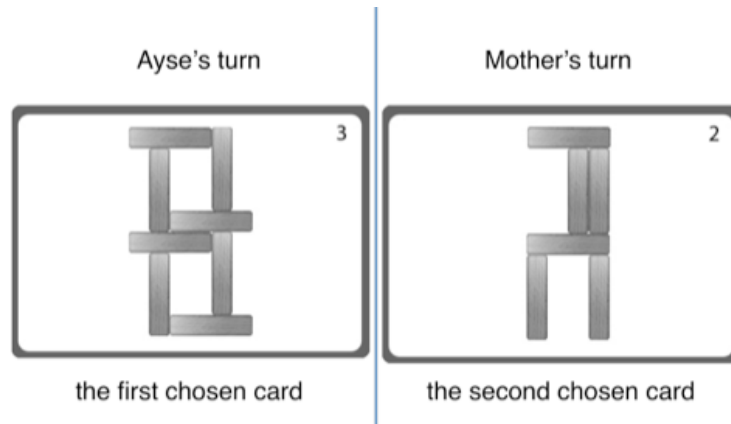 Ayse's turn
3
the first chosen card
Mother's turn
2
the second chosen card